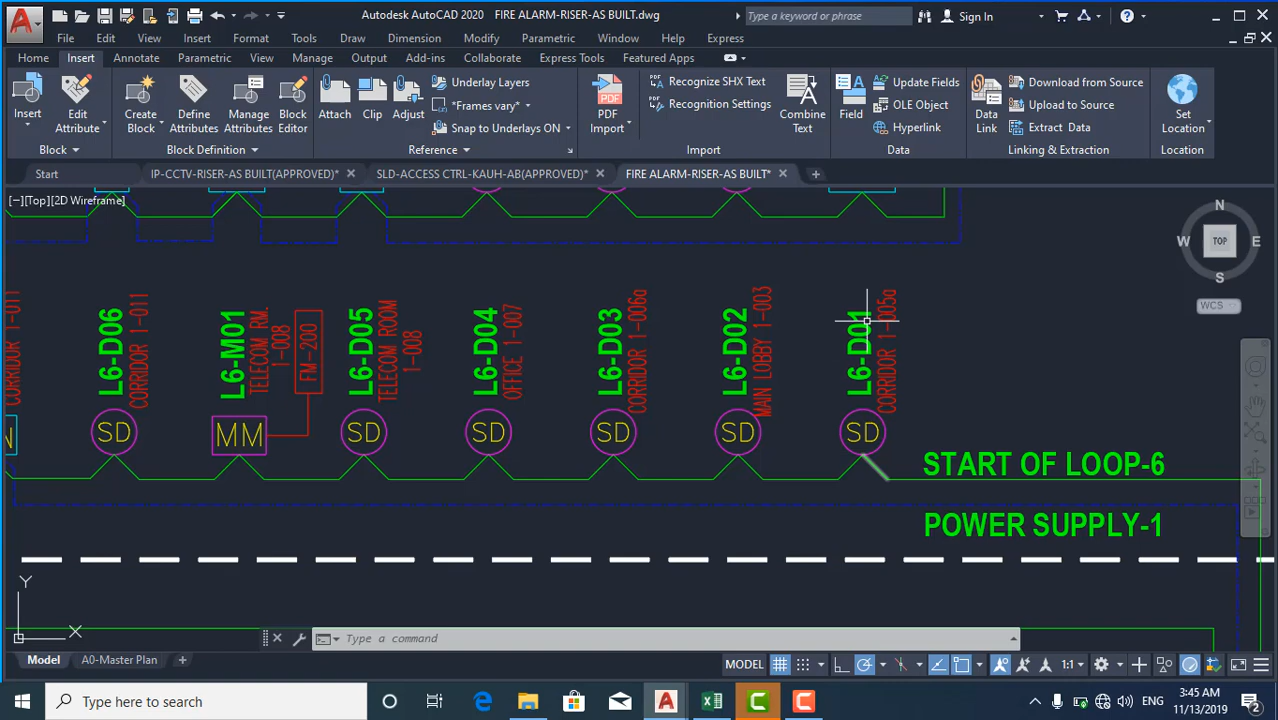 Autodesk AutoCAD 2020 FIRE ALARM-RISER-AS BUILT.dwg
Type a keyword or phrase
Sign In
File Edit View Insert Format Tools Draw Dimension Modify Parametric Window Help Express
Home Insert Annotate Parametric View Manage Output Add-ins Collaborate Express Tools Featured Apps
Insert
Edit Attribute
Block
Create Block
Define Attributes
Manage Attributes
Block Editor
Block Definition
Attach
Clip
Adjust
Underlay Layers
*Frames vary*
Snap to Underlays ON
Reference
PDF Import
Recognize SHX Text
Recognition Settings
Combine Text
Import
Field
Update Fields
OLE Object
Hyperlink
Data
Data Link
Download from Source
Upload to Source
Extract Data
Linking & Extraction
Set Location
Location
Start
IP-CCTV-RISER-AS BUILT(APPROVED)*
SLD-ACCESS CTRL-KAUH-AB(APPROVED)*
FIRE ALARM-RISER-AS BUILT*
[−][Top][2D Wireframe]
N
W TOP E
S
WCS
CORRIDOR 1-011
L6-D06
CORRIDOR 1-011
SD
L6-M01
TELECOM RM.
1-008
FM-200
MM
L6-D05
TELECOM ROOM
1-008
SD
L6-D04
OFFICE 1-007
SD
L6-D03
CORRIDOR 1-006a
SD
L6-D02
MAIN LOBBY 1-003
SD
L6-D01
CORRIDOR 1-005a
SD
START OF LOOP-6
POWER SUPPLY-1
Y
X
Type a command
Model A0-Master Plan
MODEL
1:1
Type here to search
ENG
3:45 AM
11/13/2019
2